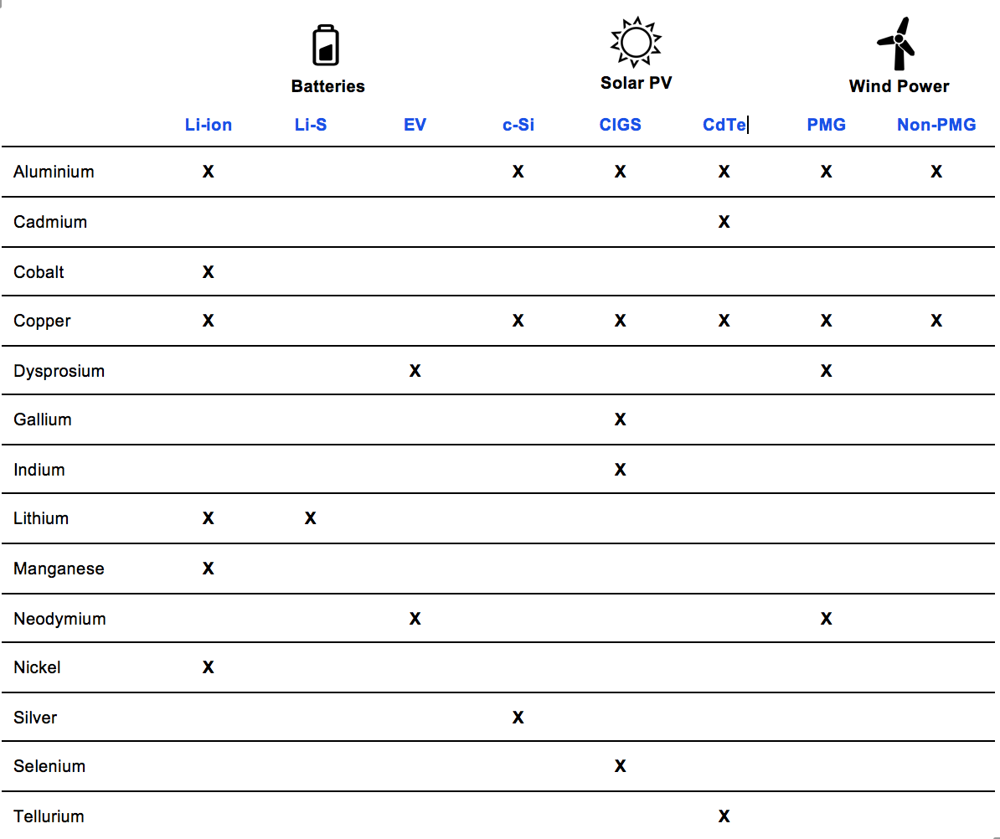 Batteries Solar PV Wind Power
Li-ion Li-S EV c-Si CIGS CdTe PMG Non-PMG
Aluminium X X X X X X
Cadmium X
Cobalt X
Copper X X X X X X
Dysprosium X X
Gallium X
Indium X
Lithium X X
Manganese X
Neodymium X X
Nickel X
Silver X
Selenium X
Tellurium X